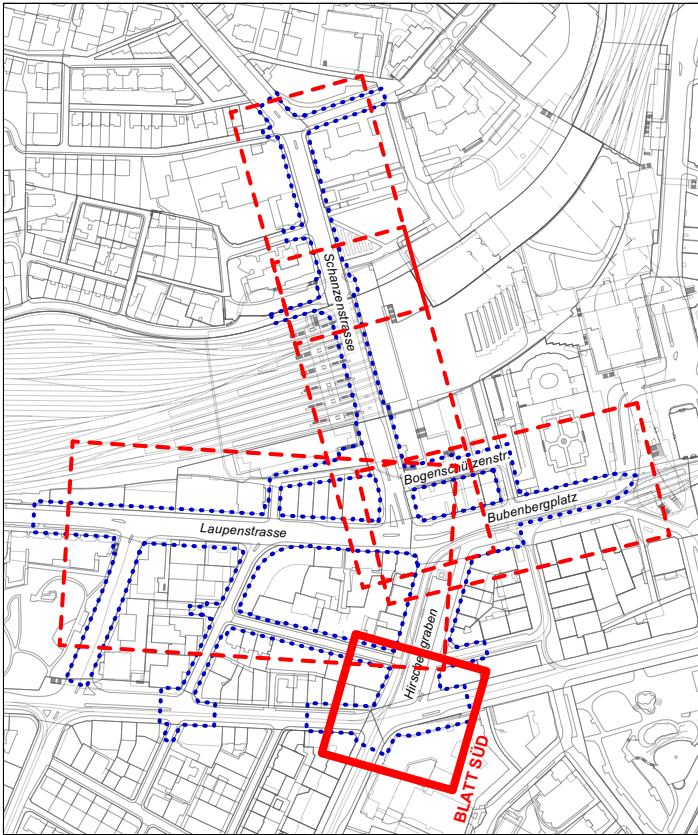 Schanzenstrasse
Bogenschützenstr.
Bubenbergplatz
Laupenstrasse
Hirschengraben
BLATT SÜD